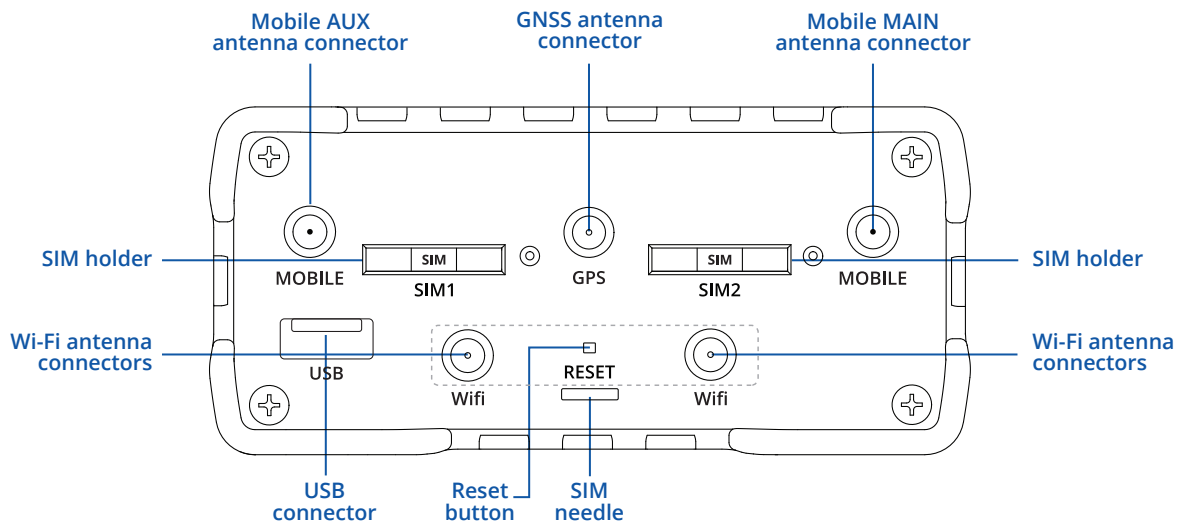 Mobile AUX
antenna connector
GNSS antenna
connector
Mobile MAIN
antenna connector
SIM holder
SIM
SIM
SIM holder
MOBILE
SIM1
GPS
SIM2
MOBILE
Wi-Fi antenna
connectors
USB
RESET
Wifi
Wifi
Wi-Fi antenna
connectors
USB
connector
Reset
button
SIM
needle